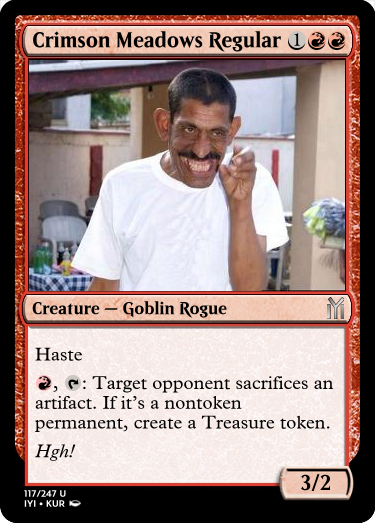 Crimson Meadows Regular 1
Creature — Goblin Rogue
Haste
, : Target opponent sacrifices an
artifact. If it's a nontoken
permanent, create a Treasure token.
Hgh!
3/2
117/247 U
IYI • KUR